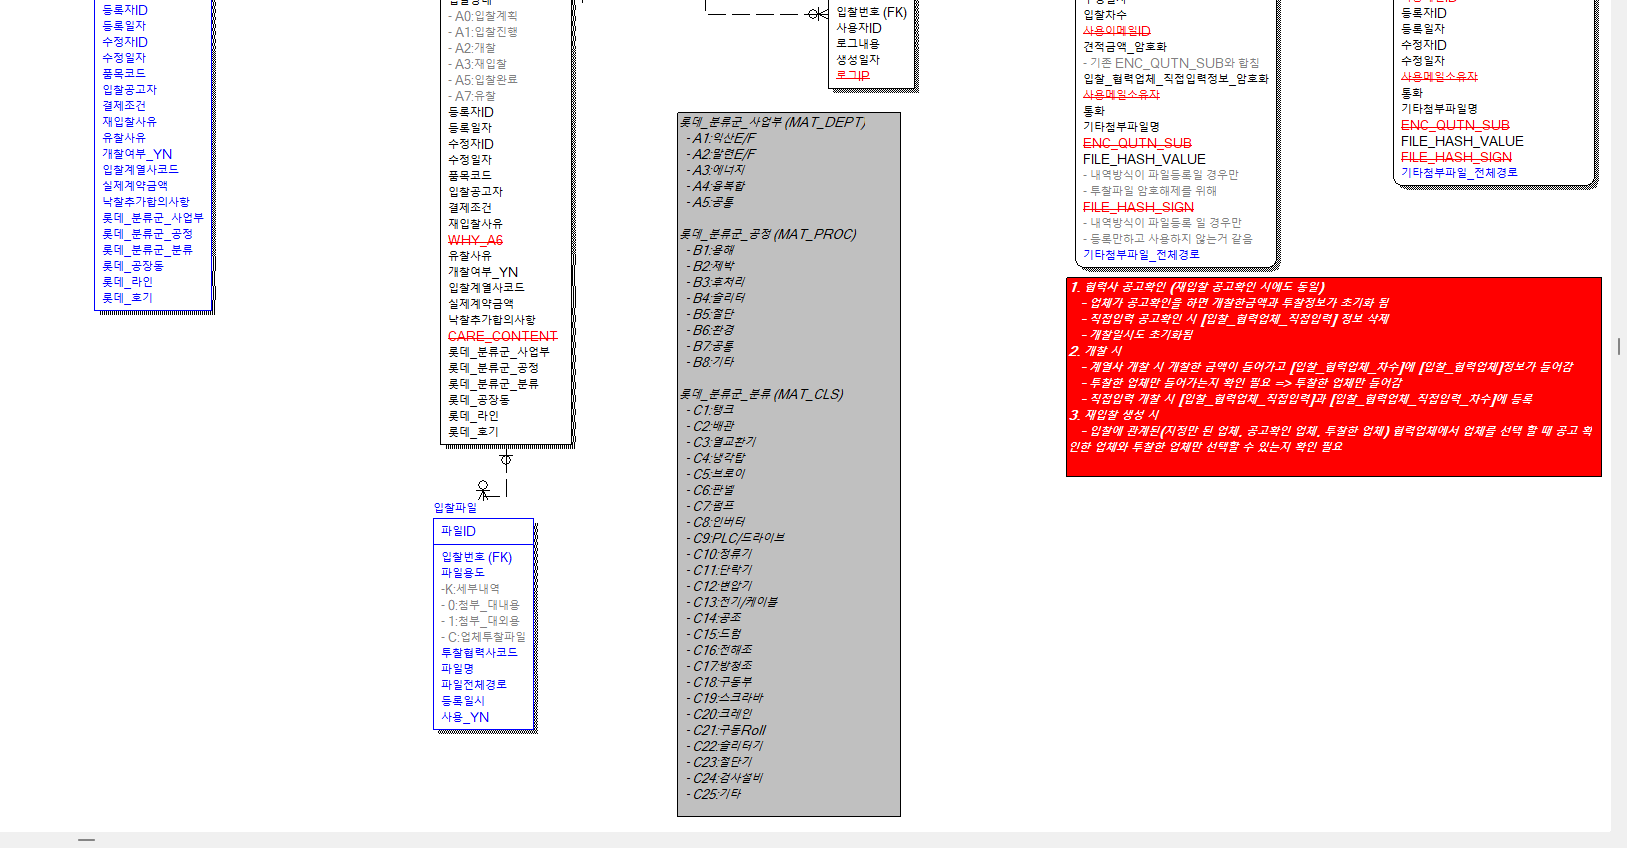 등록자ID
등록일자
수정자ID
수정일자
품목코드
입찰공고자
결제조건
재입찰사유
유찰사유
개찰여부_YN
입찰계열사코드
실제계약금액
낙찰추가합의사항
롯데_분류군_사업부
롯데_분류군_공정
롯데_분류군_분류
롯데_공장동
롯데_라인
롯데_호기
- A0:입찰계획
- A1:입찰진행
- A2:개찰
- A3:재입찰
- A5:입찰완료
- A7:유찰
등록자ID
등록일자
수정자ID
수정일자
품목코드
입찰공고자
결제조건
재입찰사유
WHY_A6
유찰사유
개찰여부_YN
입찰계열사코드
실제계약금액
낙찰추가합의사항
CARE_CONTENT
롯데_분류군_사업부
롯데_분류군_공정
롯데_분류군_분류
롯데_공장동
롯데_라인
롯데_호기
입찰파일
파일ID
입찰번호 (FK)
파일용도
-K:세부내역
- 0:첨부_대내용
- 1:첨부_대외용
- C:업체투찰파일
투찰협력사코드
파일명
파일전체경로
등록일시
사용_YN
입찰번호 (FK)
사용자ID
로그내용
생성일자
로그IP
롯데_분류군_사업부 (MAT_DEPT)
- A1:익산E/F
- A2:말련E/F
- A3:에너지
- A4:융복합
- A5:공통
롯데_분류군_공정 (MAT_PROC)
- B1:용해
- B2:제박
- B3:후처리
- B4:슬리터
- B5:절단
- B6:환경
- B7:공통
- B8:기타
롯데_분류군_분류 (MAT_CLS)
- C1:탱크
- C2:배관
- C3:열교환기
- C4:냉각탑
- C5:브로이
- C6:판넬
- C7:펌프
- C8:인버터
- C9:PLC/드라이브
- C10:정류기
- C11:단락기
- C12:변압기
- C13:전기/케이블
- C14:공조
- C15:드럼
- C16:전해조
- C17:방청조
- C18:구동부
- C19:스크라바
- C20:크레인
- C21:구동Roll
- C22:슬리터기
- C23:절단기
- C24:검사설비
- C25:기타
입찰차수
사용이메일ID
견적금액_암호화
- 기존 ENC_QUTN_SUB와 합침
입찰_협력업체_직접입력정보_암호화
사용메일소유자
통화
기타첨부파일명
ENC_QUTN_SUB
FILE_HASH_VALUE
- 내역방식이 파일등록일 경우만
- 투찰파일 암호해제를 위해
FILE_HASH_SIGN
- 내역방식이 파일등록 일 경우만
- 등록만하고 사용하지 않는거 같음
기타첨부파일_전체경로
등록자ID
등록일자
수정자ID
수정일자
사용메일소유자
통화
기타첨부파일명
ENC_QUTN_SUB
FILE_HASH_VALUE
FILE_HASH_SIGN
기타첨부파일_전체경로
1. 협력사 공고확인 (재입찰 공고확인 시에도 동일)
- 업체가 공고확인을 하면 개찰한금액과 투찰정보가 초기화 됨
- 직접입력 공고확인 시 [입찰_협력업체_직접입력] 정보 삭제
- 개찰일시도 초기화됨
2. 개찰 시
- 계열사 개찰 시 개찰한 금액이 들어가고 [입찰_협력업체_차수]에 [입찰_협력업체]정보가 들어감
- 투찰한 업체만 들어가는지 확인 필요 => 투찰한 업체만 들어감
- 직접입력 개찰 시 [입찰_협력업체_직접입력]과 [입찰_협력업체_직접입력_차수]에 등록
3. 재입찰 생성 시
- 입찰에 관계된(지정만 된 업체, 공고확인 업체, 투찰한 업체) 협력업체에서 업체를 선택 할 때 공고 확
인한 업체와 투찰한 업체만 선택할 수 있는지 확인 필요